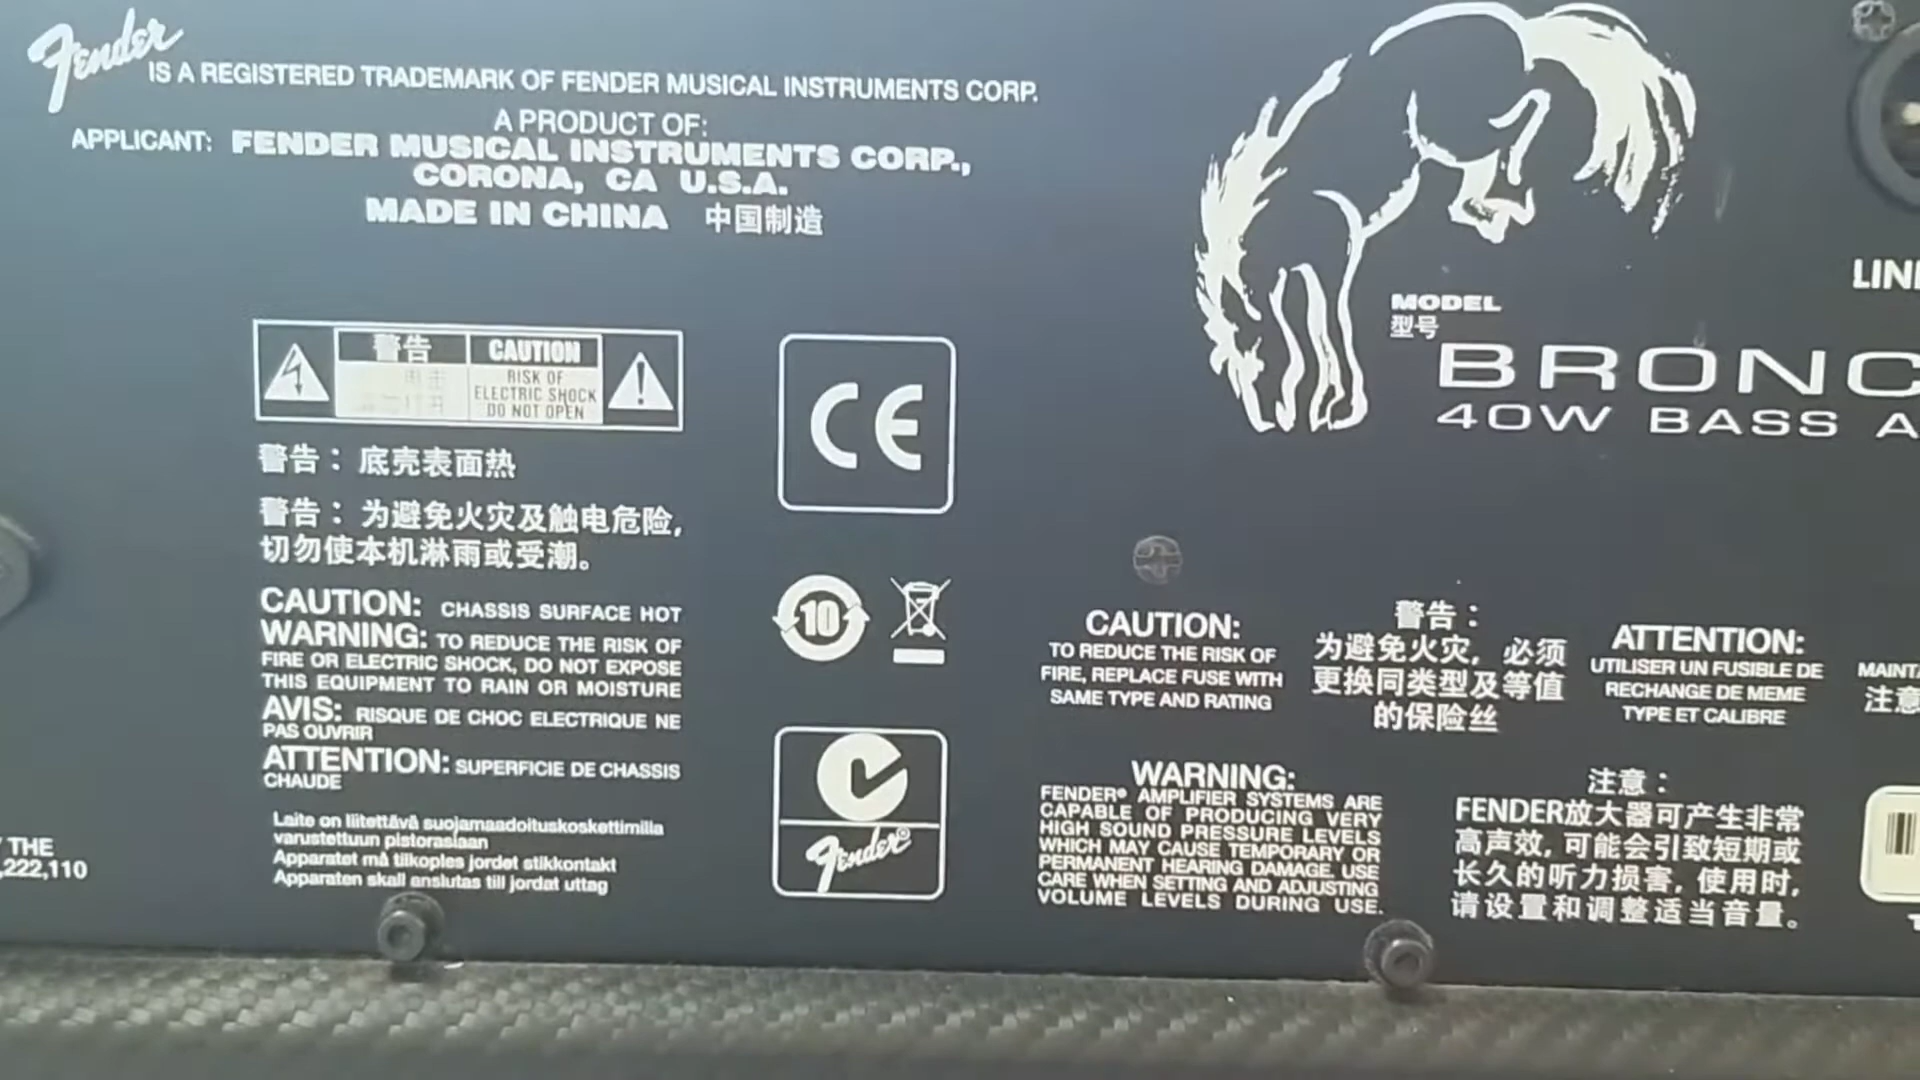 Fender IS A REGISTERED TRADEMARK OF FENDER MUSICAL INSTRUMENTS CORP.
A PRODUCT OF:
APPLICANT: FENDER MUSICAL INSTRUMENTS CORP.,
CORONA, CA U.S.A.
MADE IN CHINA 中国制造
警告
CAUTION
RISK OF
ELECTRIC SHOCK
DO NOT OPEN
警告：底壳表面热
警告：为避免火灾及触电危险,
切勿使本机淋雨或受潮。
CAUTION: CHASSIS SURFACE HOT
WARNING: TO REDUCE THE RISK OF
FIRE OR ELECTRIC SHOCK, DO NOT EXPOSE
THIS EQUIPMENT TO RAIN OR MOISTURE
AVIS: RISQUE DE CHOC ELECTRIQUE NE
PAS OUVRIR
ATTENTION: SUPERFICIE DE CHASSIS
CHAUDE
Laite on liitettävä suojamaadoituskoskettimilla
varustettuun pistorasiaan
Apparatet må tilkoples jordet stikkontakt
Apparaten skall anslutas till jordat uttag
THE
,222,110
CE
10
Fender®
MODEL
型号
BRONC
40W BASS A
LIN
CAUTION:
TO REDUCE THE RISK OF
FIRE, REPLACE FUSE WITH
SAME TYPE AND RATING
警告：
为避免火灾, 必须
更换同类型及等值
的保险丝
ATTENTION:
UTILISER UN FUSIBLE DE
RECHANGE DE MEME
TYPE ET CALIBRE
MAINT
注意
WARNING:
FENDER® AMPLIFIER SYSTEMS ARE
CAPABLE OF PRODUCING VERY
HIGH SOUND PRESSURE LEVELS
WHICH MAY CAUSE TEMPORARY OR
PERMANENT HEARING DAMAGE. USE
CARE WHEN SETTING AND ADJUSTING
VOLUME LEVELS DURING USE.
注意：
FENDER放大器可产生非常
高声效, 可能会引致短期或
长久的听力损害, 使用时,
请设置和调整适当音量。